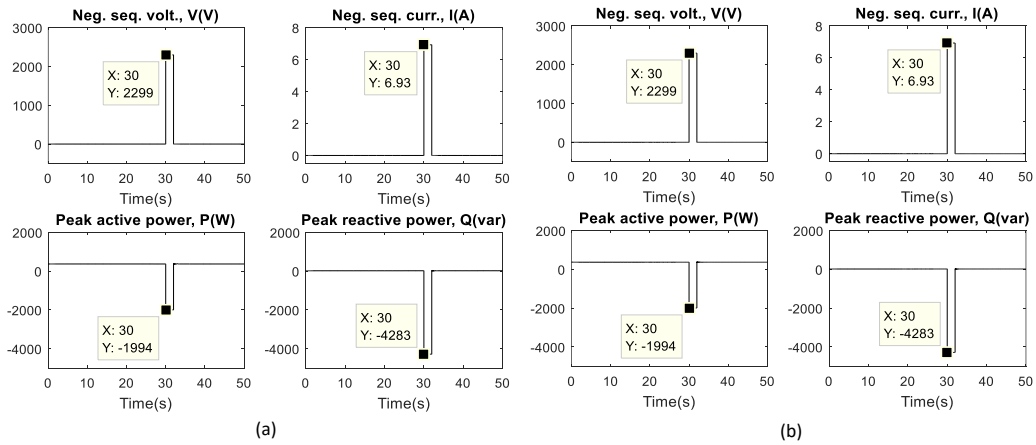 Neg. seq. volt., V(V)
3000
2000
1000
0
X: 30
Y: 2299
0 10 20 30 40 50
Time(s)
Neg. seq. curr., I(A)
8
6
4
2
0
X: 30
Y: 6.93
0 10 20 30 40 50
Time(s)
Peak active power, P(W)
2000
0
-2000
-4000
X: 30
Y: -1994
0 10 20 30 40 50
Time(s)
Peak reactive power, Q(var)
2000
0
-2000
-4000
X: 30
Y: -4283
0 10 20 30 40 50
Time(s)
(a)
Neg. seq. volt., V(V)
3000
2000
1000
0
X: 30
Y: 2299
0 10 20 30 40 50
Time(s)
Neg. seq. curr., I(A)
8
6
4
2
0
X: 30
Y: 6.93
0 10 20 30 40 50
Time(s)
Peak active power, P(W)
2000
0
-2000
-4000
X: 30
Y: -1994
0 10 20 30 40 50
Time(s)
Peak reactive power, Q(var)
2000
0
-2000
-4000
X: 30
Y: -4283
0 10 20 30 40 50
Time(s)
(b)